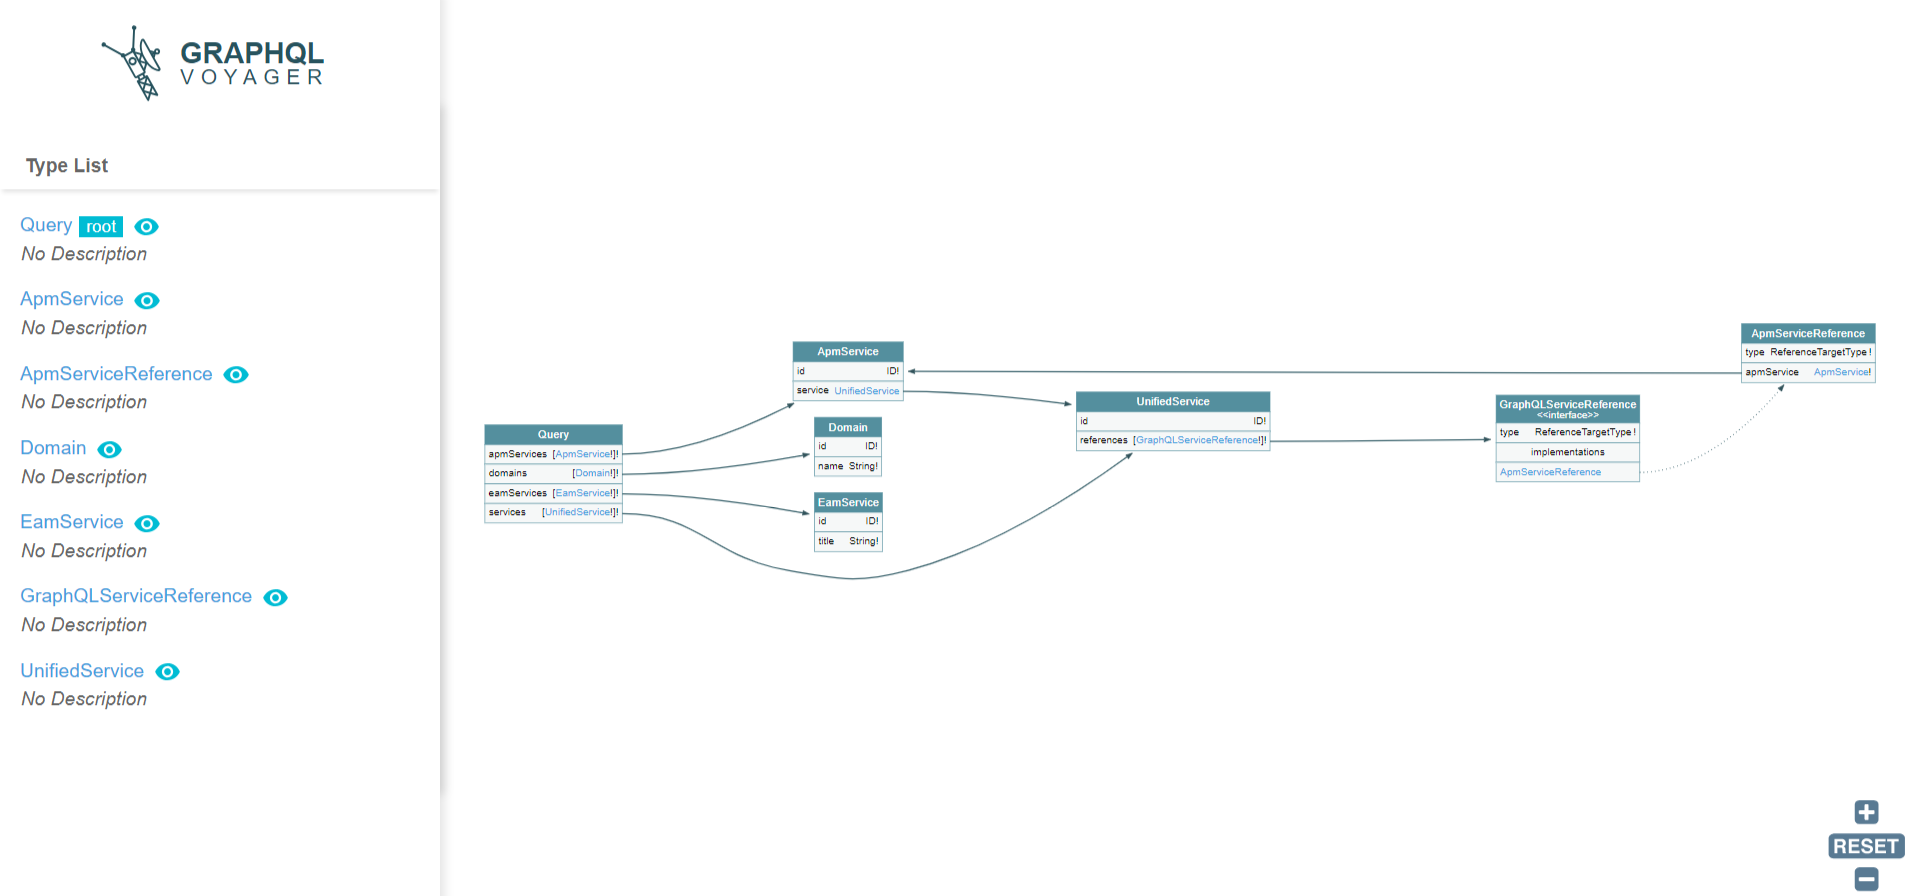 GRAPHQL
VOYAGER
Type List
Query root
No Description
ApmService
No Description
ApmServiceReference
No Description
Domain
No Description
EamService
No Description
GraphQLServiceReference
No Description
UnifiedService
No Description
Query
apmServices [ApmService!]!
domains [Domain!]!
eamServices [EamService!]!
services [UnifiedService!]!
ApmService
id ID!
service UnifiedService
Domain
id ID!
name String!
EamService
id ID!
title String!
UnifiedService
id ID!
references [GraphQLServiceReference!]!
GraphQLServiceReference
<<interface>>
type ReferenceTargetType!
implementations
ApmServiceReference
ApmServiceReference
type ReferenceTargetType!
apmService ApmService!
RESET